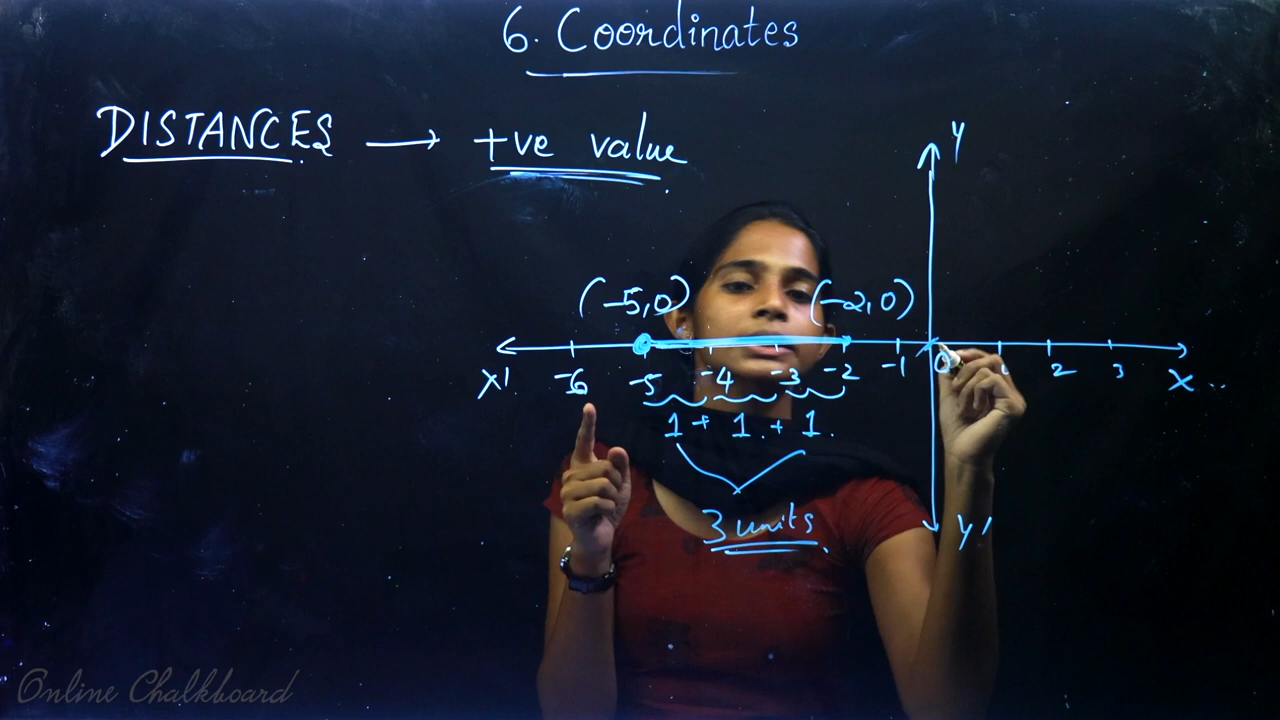 6. Coordinates
DISTANCES → +ve value
Y
(-5,0) (-2,0)
X' -6 -5 -4 -3 -2 -1 0 2 3 X
1 + 1 + 1
3 units
Y'
Online Chalkboard